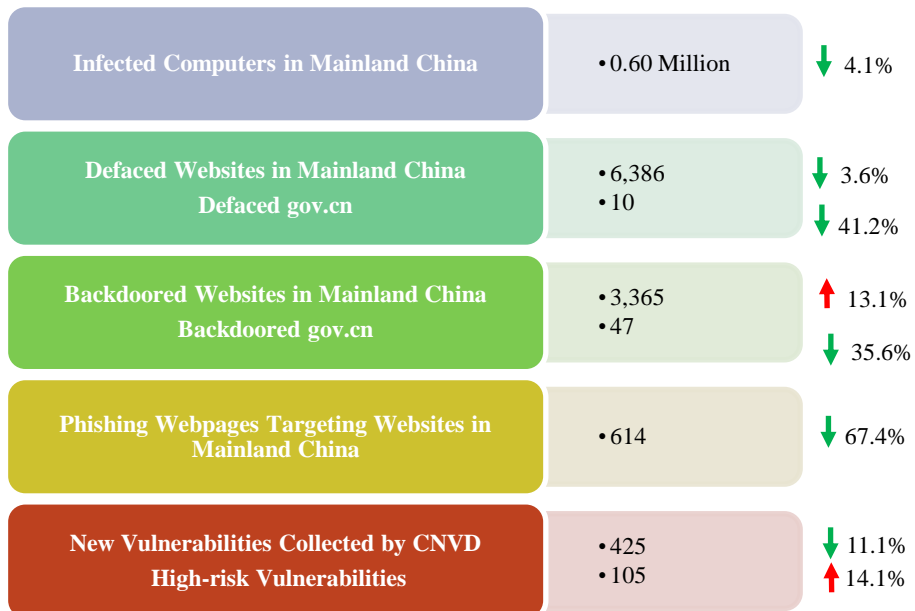 Infected Computers in Mainland China
•0.60 Million
4.1%
Defaced Websites in Mainland China
Defaced gov.cn
•6,386
•10
3.6%
41.2%
Backdoored Websites in Mainland China
Backdoored gov.cn
•3,365
•47
13.1%
35.6%
Phishing Webpages Targeting Websites in
Mainland China
•614
67.4%
New Vulnerabilities Collected by CNVD
High-risk Vulnerabilities
•425
•105
11.1%
14.1%